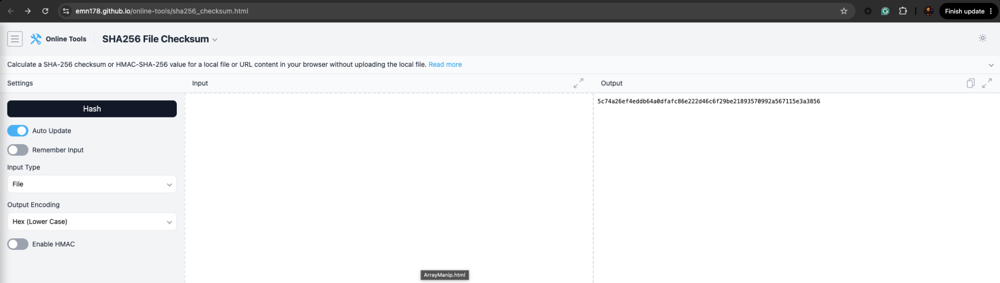 emn178.github.io/online-tools/sha256_checksum.html
Finish update
Online Tools
SHA256 File Checksum
Calculate a SHA-256 checksum or HMAC-SHA-256 value for a local file or URL content in your browser without uploading the local file. Read more
Settings
Input
Output
Hash
5c74a26ef4eddb64a0dfafc86e222d46c6f29be21893570992a567115e3a3856
Auto Update
Remember Input
Input Type
File
Output Encoding
Hex (Lower Case)
Enable HMAC
ArrayManip.html